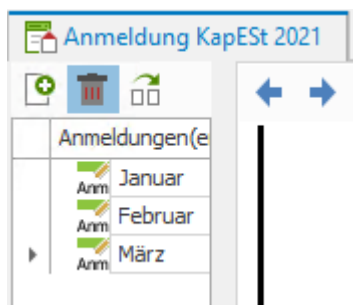 Anmeldung KapESt 2021
Anmeldungen(e
Anm Januar
Anm Februar
Anm März